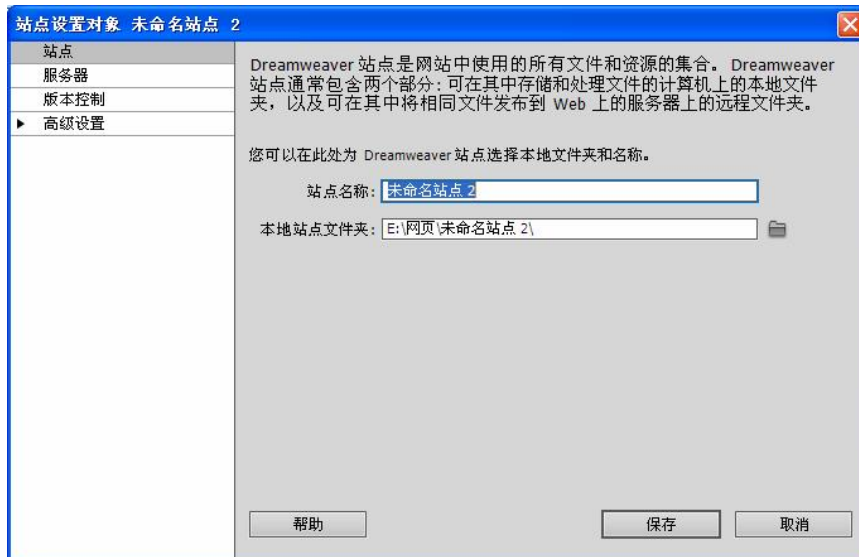 站点设置对象 未命名站点 2
站点
服务器
版本控制
高级设置
Dreamweaver 站点是网站中使用的所有文件和资源的集合。Dreamweaver
站点通常包含两个部分:可在其中存储和处理文件的计算机上的本地文件
夹,以及可在其中将相同文件发布到 Web 上的服务器上的远程文件夹。
您可以在此处为 Dreamweaver 站点选择本地文件夹和名称。
站点名称: 未命名站点 2
本地站点文件夹: E:\网页\未命名站点 2\
帮助 保存 取消